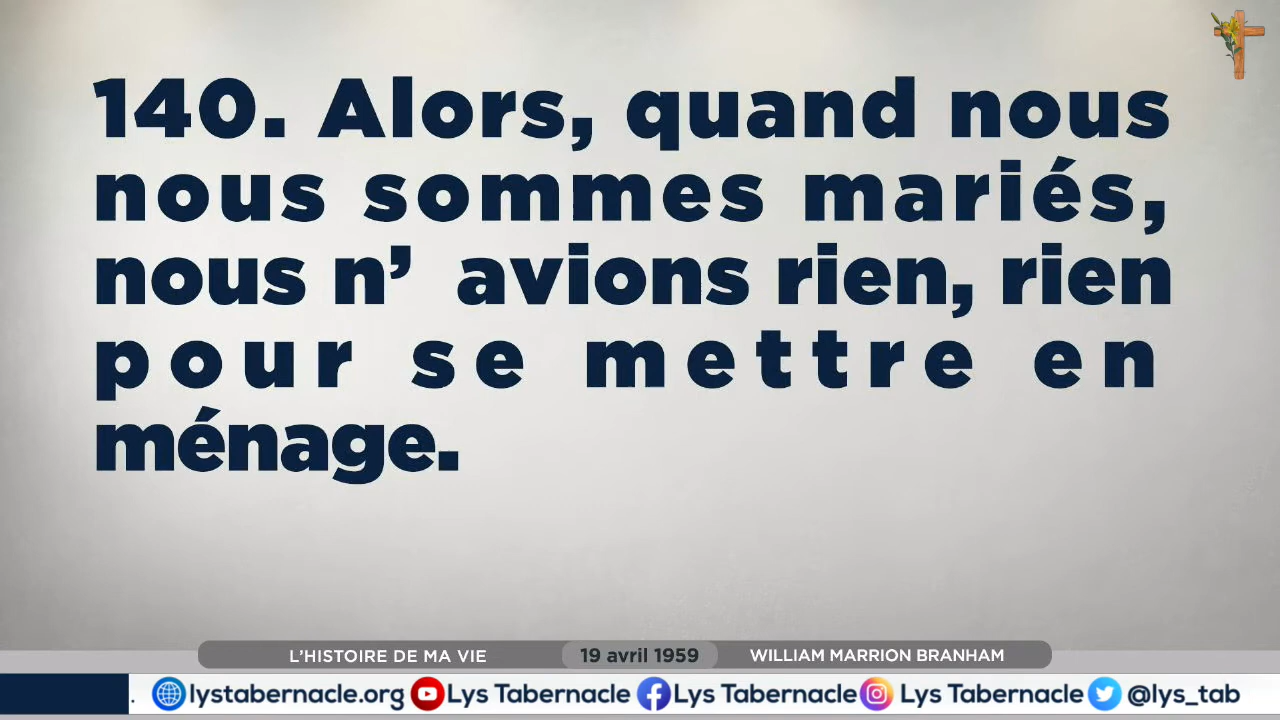 140. Alors, quand nous
nous sommes mariés,
nous n’ avions rien, rien
pour se mettre en
ménage.
L’HISTOIRE DE MA VIE 19 avril 1959 WILLIAM MARRION BRANHAM
. lystabernacle.org Lys Tabernacle Lys Tabernacle Lys Tabernacle @lys_tab